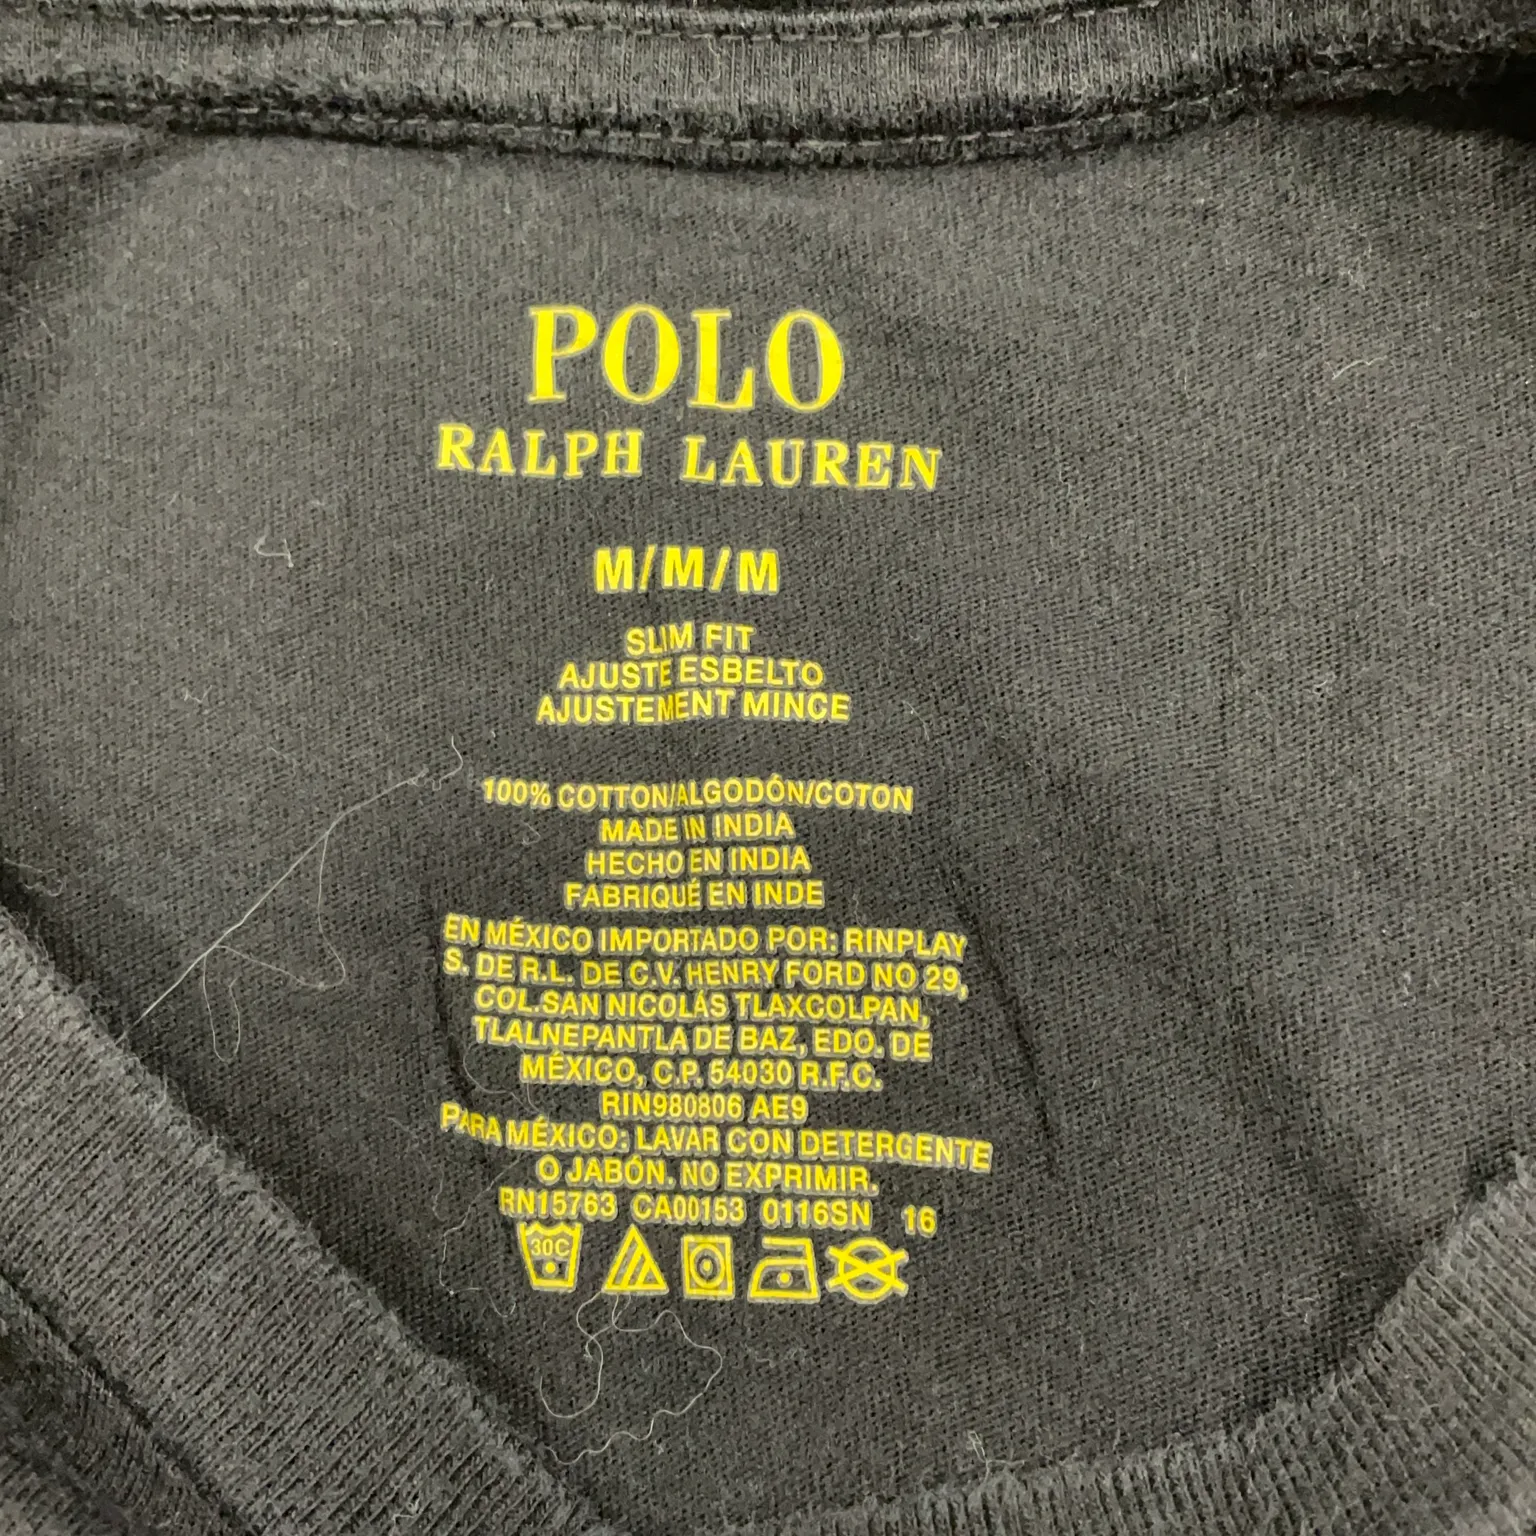 POLO
RALPH LAUREN
M/M/M
SLIM FIT
AJUSTE ESBELTO
AJUSTEMENT MINCE
100% COTTON/ALGODÓN/COTON
MADE IN INDIA
HECHO EN INDIA
FABRIQUÉ EN INDE
EN MÉXICO IMPORTADO POR: RINPLAY
S. DE R.L. DE C.V. HENRY FORD NO 29,
COL.SAN NICOLÁS TLAXCOLPAN,
TLALNEPANTLA DE BAZ, EDO. DE
MÉXICO, C.P. 54030 R.F.C.
RIN980806 AE9
PARA MÉXICO: LAVAR CON DETERGENTE
O JABÓN. NO EXPRIMIR.
RN15763 CA00153 0116SN 16
30C